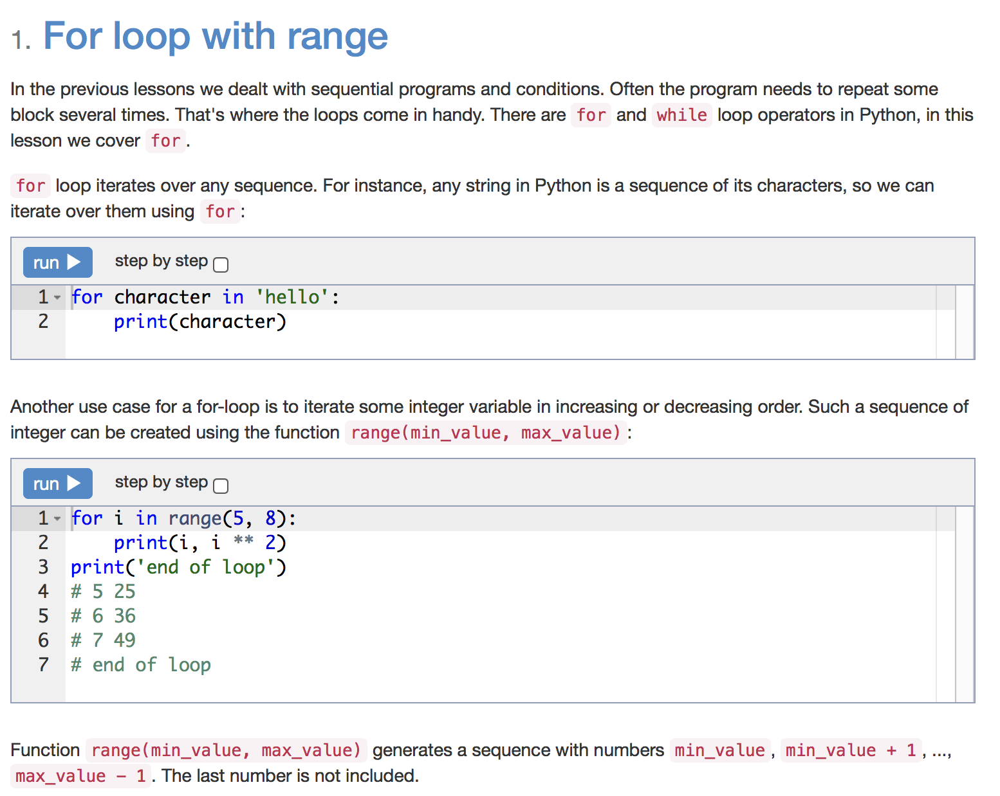 1. For loop with range
In the previous lessons we dealt with sequential programs and conditions. Often the program needs to repeat some
block several times. That's where the loops come in handy. There are for and while loop operators in Python, in this
lesson we cover for.
for loop iterates over any sequence. For instance, any string in Python is a sequence of its characters, so we can
iterate over them using for:
run step by step
1 for character in 'hello':
2     print(character)
Another use case for a for-loop is to iterate some integer variable in increasing or decreasing order. Such a sequence of
integer can be created using the function range(min_value, max_value):
run step by step
1 for i in range(5, 8):
2     print(i, i ** 2)
3 print('end of loop')
4 # 5 25
5 # 6 36
6 # 7 49
7 # end of loop
Function range(min_value, max_value) generates a sequence with numbers min_value, min_value + 1, ...,
max_value - 1. The last number is not included.